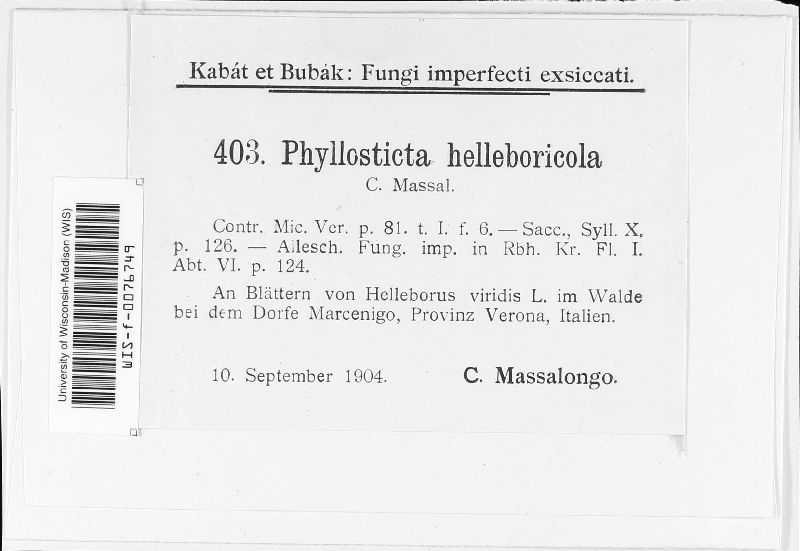 Kabát et Bubák: Fungi imperfecti exsiccati.
403. Phyllosticta helleboricola
C. Massal.
Contr. Mic. Ver. p. 81. t. I. f. 6. — Sacc., Syll. X,
p. 126. — Allesch. Fung. imp. in Rbh. Kr. Fl. I.
Abt. VI. p. 124.
An Blättern von Helleborus viridis L. im Walde
bei dem Dorfe Marcenigo, Provinz Verona, Italien.
10. September 1904. C. Massalongo.
University of Wisconsin-Madison (WIS)
WIS-f-0076749